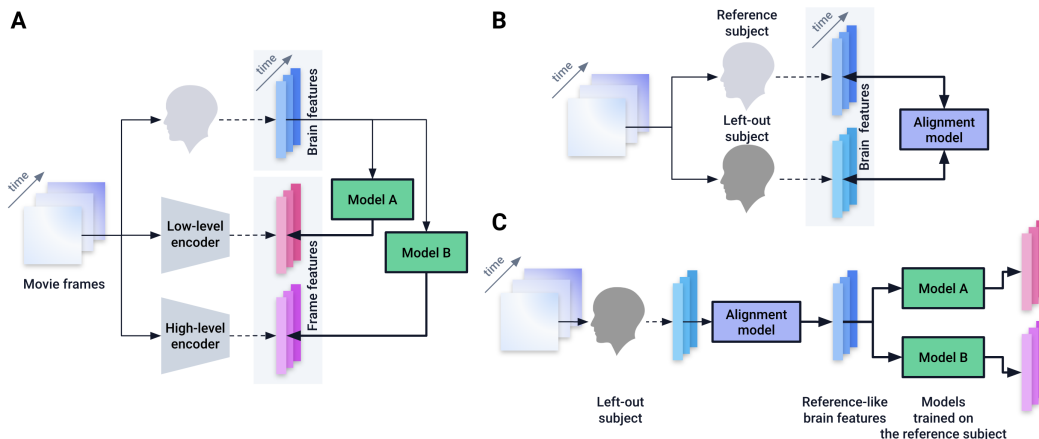 A
time
Brain features
time
Movie frames
Low-level
encoder
High-level
encoder
Model A
Model B
Frame features
B
Reference
subject
Left-out
subject
time
time
Brain features
Alignment
model
C
time
Left-out
subject
Alignment
model
Reference-like
brain features
Model A
Model B
Models
trained on
the reference subject